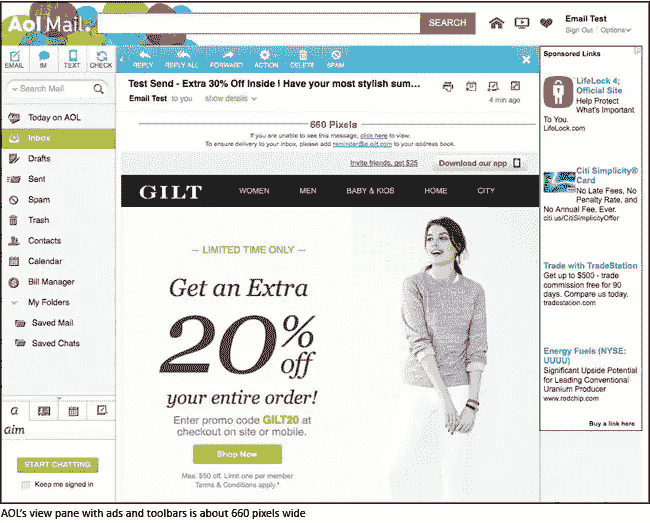 Aol Mail.
SEARCH
Email Test
Sign Out | Options
EMAIL
IM
TEXT
CHECK
REPLY
REPLY ALL
FORWARD
ACTION
DELETE
SPAM
Search Mail
Today on AOL
Inbox
Drafts
Sent
Spam
Trash
Contacts
Calendar
Bill Manager
My Folders
Saved Mail
Saved Chats
a
aim
START CHATTING
Keep me signed in
Test Send - Extra 30% Off Inside ! Have your most stylish sum...
Email Test to you show details
4 min ago
660 Pixels
If you are unable to see this message, click here to view.
To ensure delivery to your inbox, please add reminder@e.gilt.com to your address book.
Invite friends, get $25
Download our app
GILT
WOMEN
MEN
BABY & KIDS
HOME
CITY
— LIMITED TIME ONLY —
Get an Extra
20% off
your entire order!
Enter promo code GILT20 at
checkout on site or mobile.
Shop Now
Max. $50 off. Limit one per member
Terms & Conditions apply.*
Sponsored Links
LifeLock 4;
Official Site
Help Protect
What's Important
To You.
LifeLock.com
Citi Simplicity®
Card
No Late Fees, No
Penalty Rate, and
No Annual Fee, Ever.
citi.us/CitiSimplicityOffer
Trade with TradeStation
Get up to $500 - trade
commission free for 90
days. Compare us today.
tradestation.com
Energy Fuels (NYSE:
UUUU)
Significant Upside Potential
for Leading Conventional
Uranium Producer
www.redchip.com
Buy a link here
AOL's view pane with ads and toolbars is about 660 pixels wide